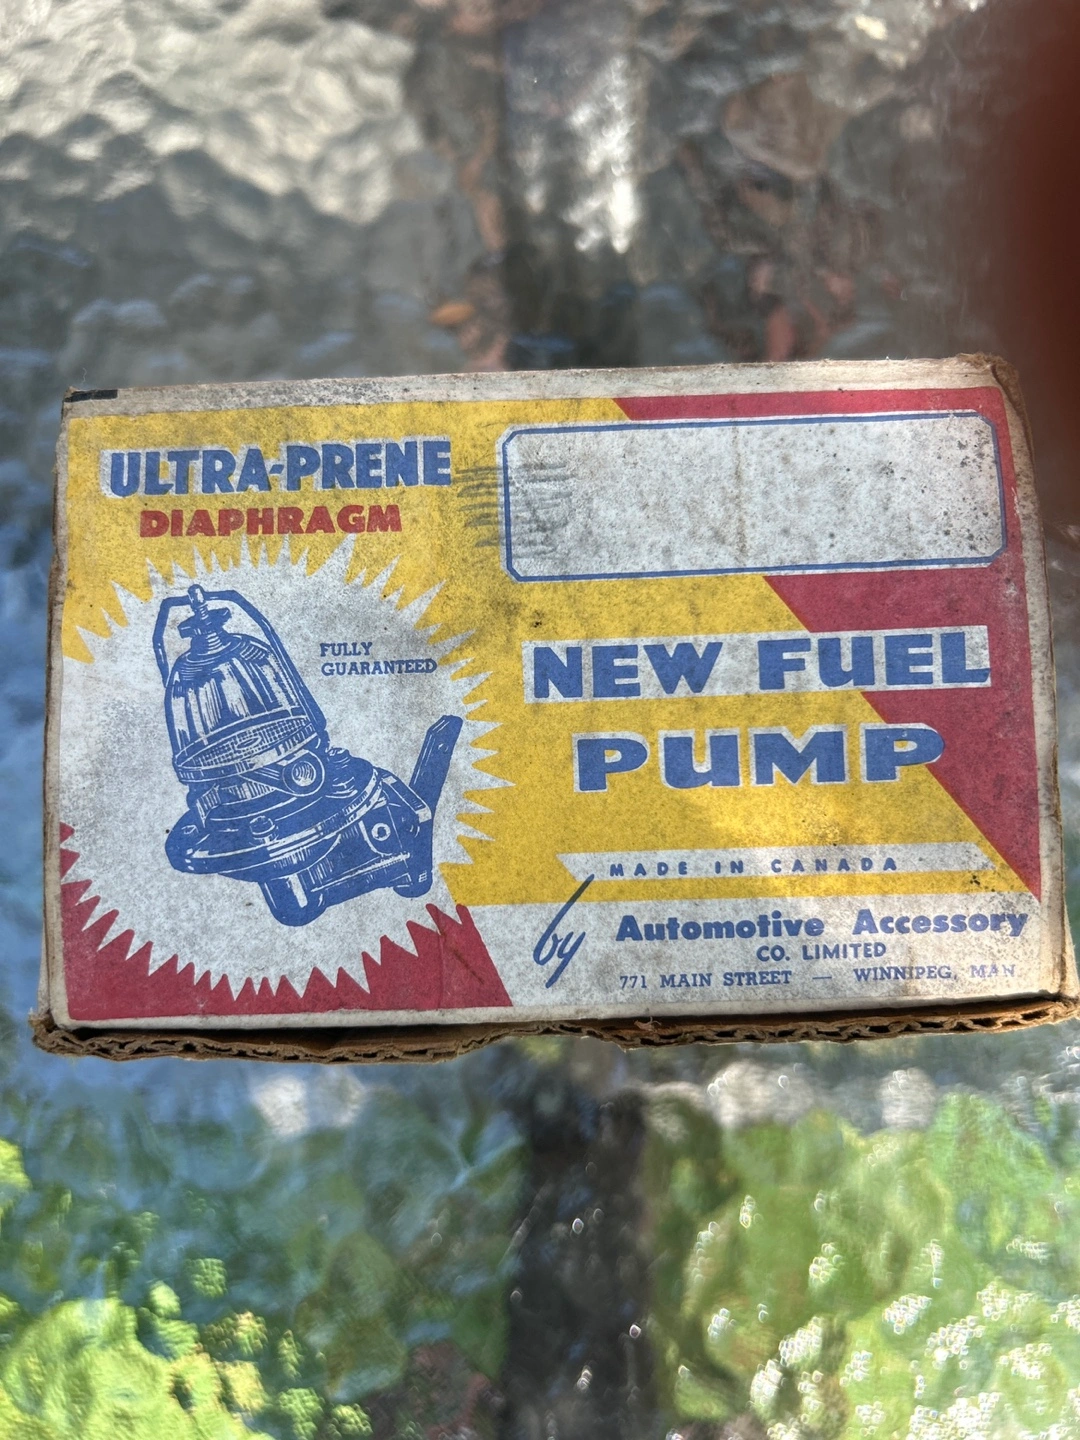 ULTRA-PRENE
DIAPHRAGM
FULLY
GUARANTEED
NEW FUEL
PUMP
MADE IN CANADA
by Automotive Accessory
CO. LIMITED
771 MAIN STREET — WINNIPEG, MAN.